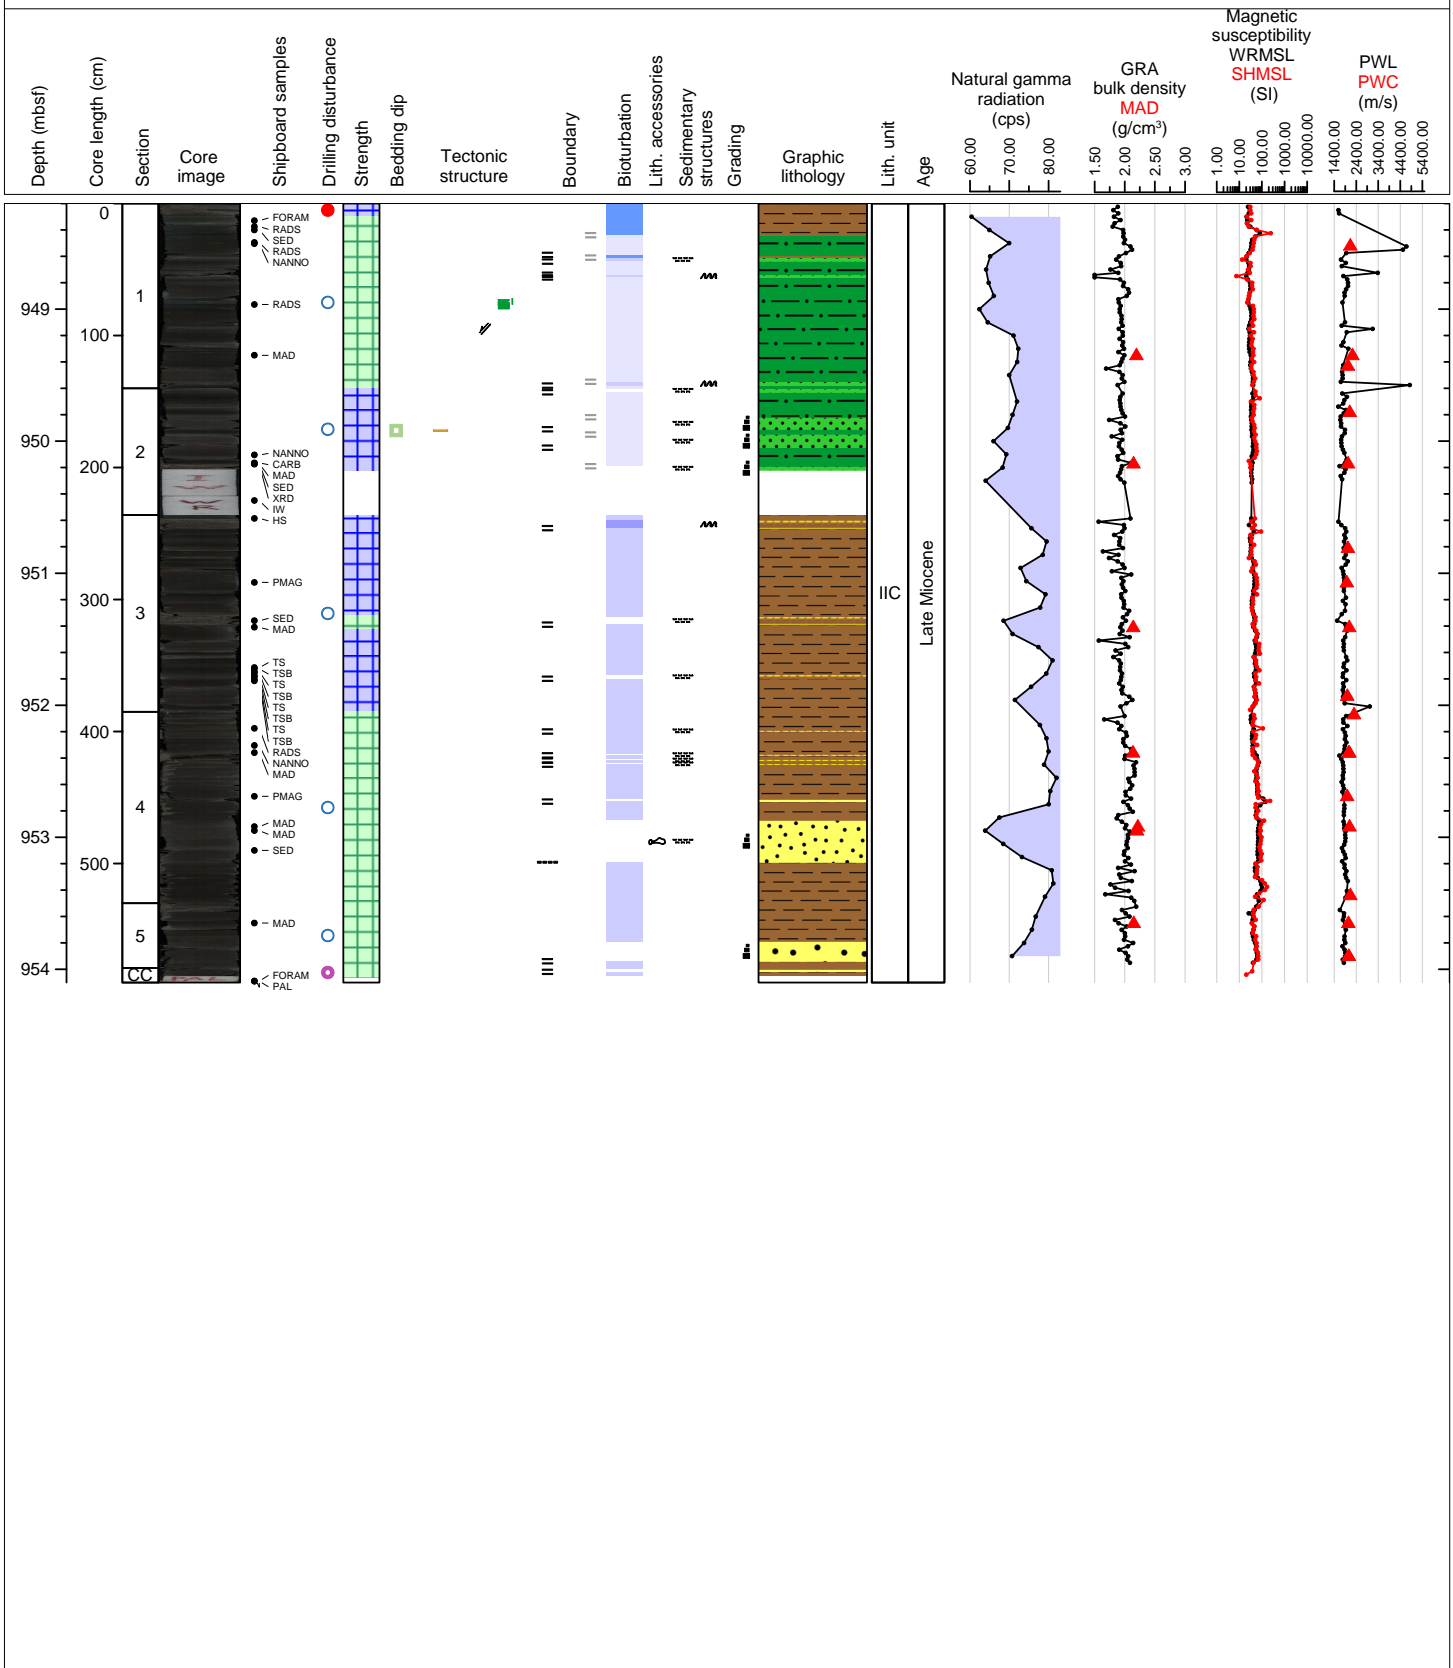 Depth (mbsf)
Core length (cm)
Section
Core
image
Shipboard samples
Drilling disturbance
Strength
Bedding dip
Tectonic
structure
Boundary
Bioturbation
Lith. accessories
Sedimentary
structures
Grading
Graphic
lithology
Lith. unit
Age
Natural gamma
radiation
(cps)
60.00
70.00
80.00
GRA
bulk density
MAD
(g/cm³)
1.50
2.00
2.50
3.00
Magnetic
susceptibility
WRMSL
SHMSL
(SI)
1.00
10.00
100.00
1000.00
10000.00
PWL
PWC
(m/s)
1400.00
2400.00
3400.00
4400.00
5400.00
949
950
951
952
953
954
0
100
200
300
400
500
1
2
3
4
5
CC
FORAM
RADS
SED
RADS
NANNO
RADS
MAD
NANNO
CARB
MAD
SED
XRD
IW
HS
PMAG
SED
MAD
TS
TSB
TS
TSB
TS
TSB
TS
TSB
RADS
NANNO
MAD
PMAG
MAD
MAD
SED
MAD
FORAM
PAL
I
W
W
R
PAL
IIC
Late Miocene